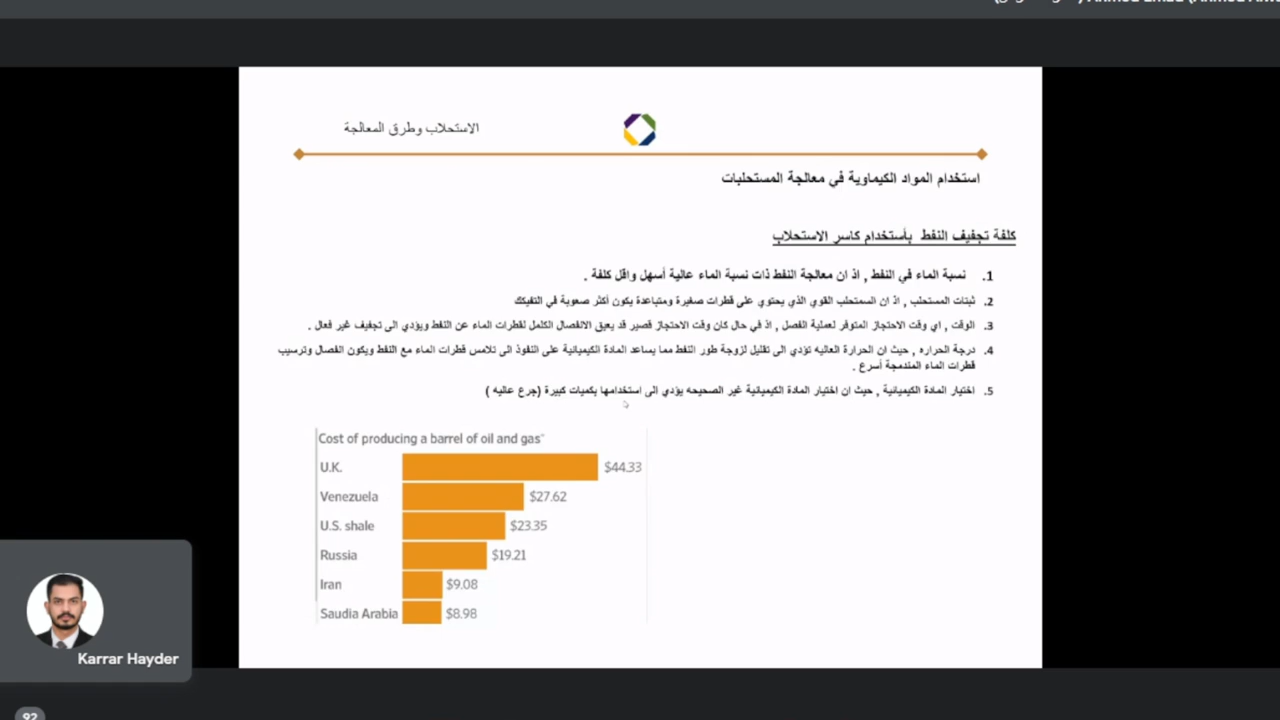 الاستحلاب وطرق المعالجة
استخدام المواد الكيماوية في معالجة المستحلبات
كلفة تجفيف النفط بأستخدام كاسر الاستحلاب
1. نسبة الماء في النفط , اذ ان معالجة النفط ذات نسبة الماء عالية أسهل واقل كلفة .
2. ثبتات المستحلب , اذ ان السمتحلب القوي الذي يحتوي على قطرات صغيرة ومتباعدة يكون أكثر صعوبة في التفيكك
3. الوقت , اي وقت الاحتجاز المتوفر لعملية الفصل , اذ في حال كان وقت الاحتجاز قصير قد يعيق الانفصال الكلمل لقطرات الماء عن النفط ويؤدي الى تجفيف غير فعال .
4. درجة الحراره , حيث ان الحرارة العاليه تؤدي الى تقليل لزوجة طور النفط مما يساعد المادة الكيميائية على النفوذ الى تلامس قطرات الماء مع النفط ويكون الفصال وترسيب
قطرات الماء المندمجة أسرع .
5. اختيار المادة الكيميائية , حيث ان اختيار المادة الكيميائية غير الصحيحه يؤدي الى استخدامها بكميات كبيرة (جرع عاليه )
Cost of producing a barrel of oil and gas*
U.K. $44.33
Venezuela $27.62
U.S. shale $23.35
Russia $19.21
Iran $9.08
Saudia Arabia $8.98
Karrar Hayder
92